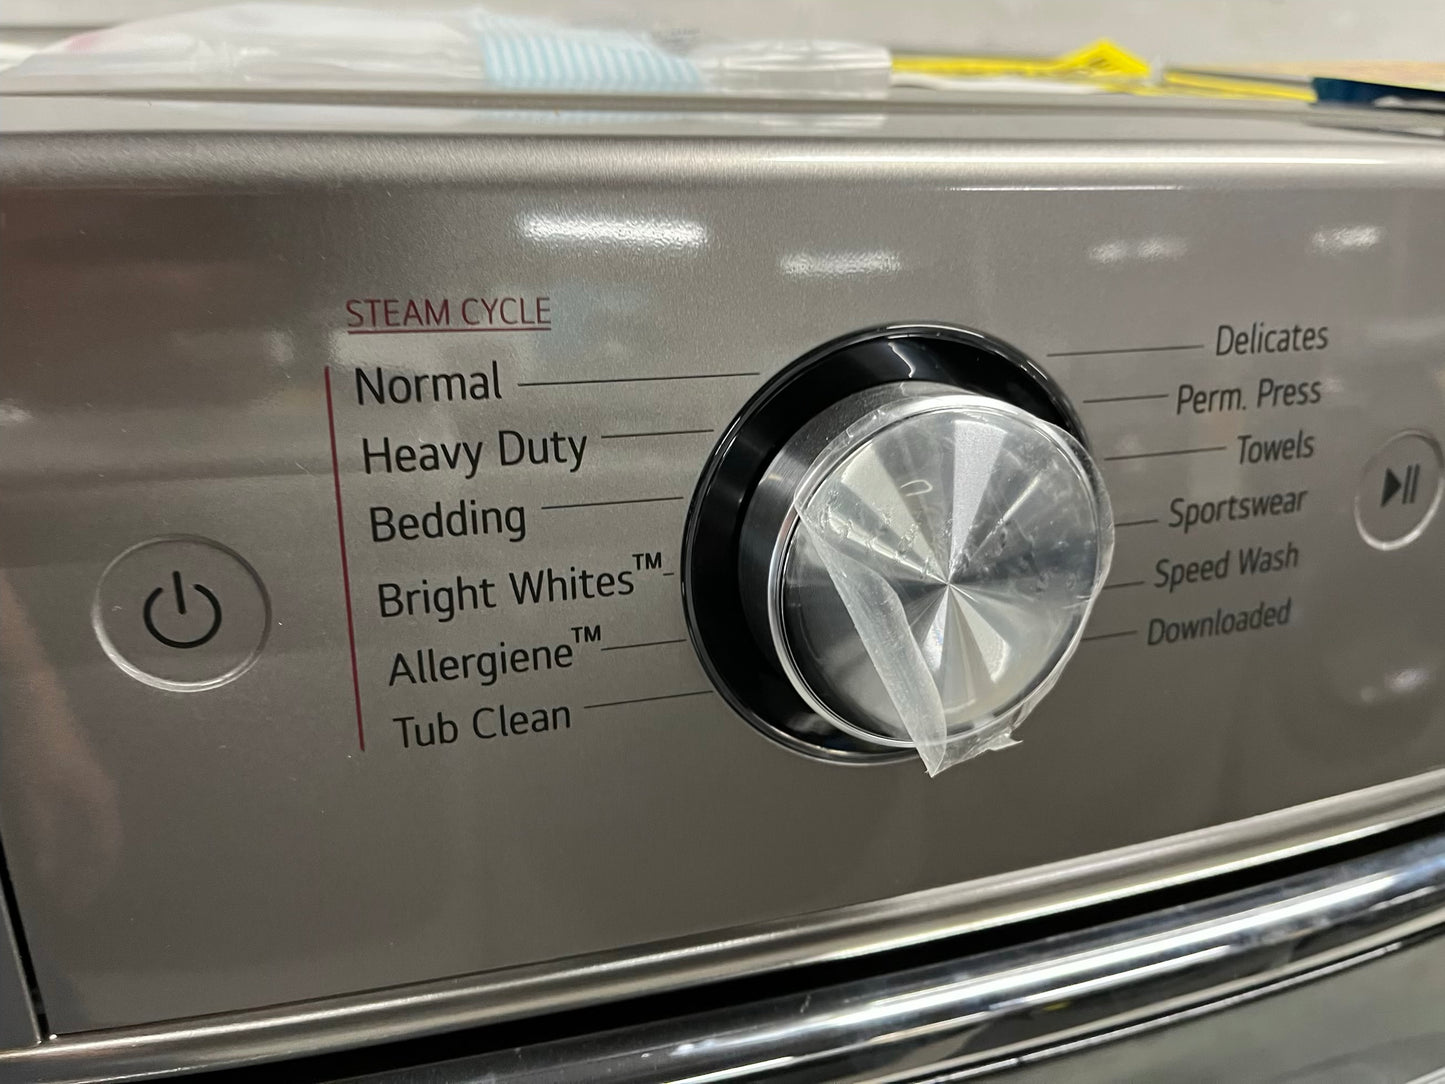 STEAM CYCLE
Normal
Heavy Duty
Bedding
Bright Whites™
Allergiene™
Tub Clean
Delicates
Perm. Press
Towels
Sportswear
Speed Wash
Downloaded